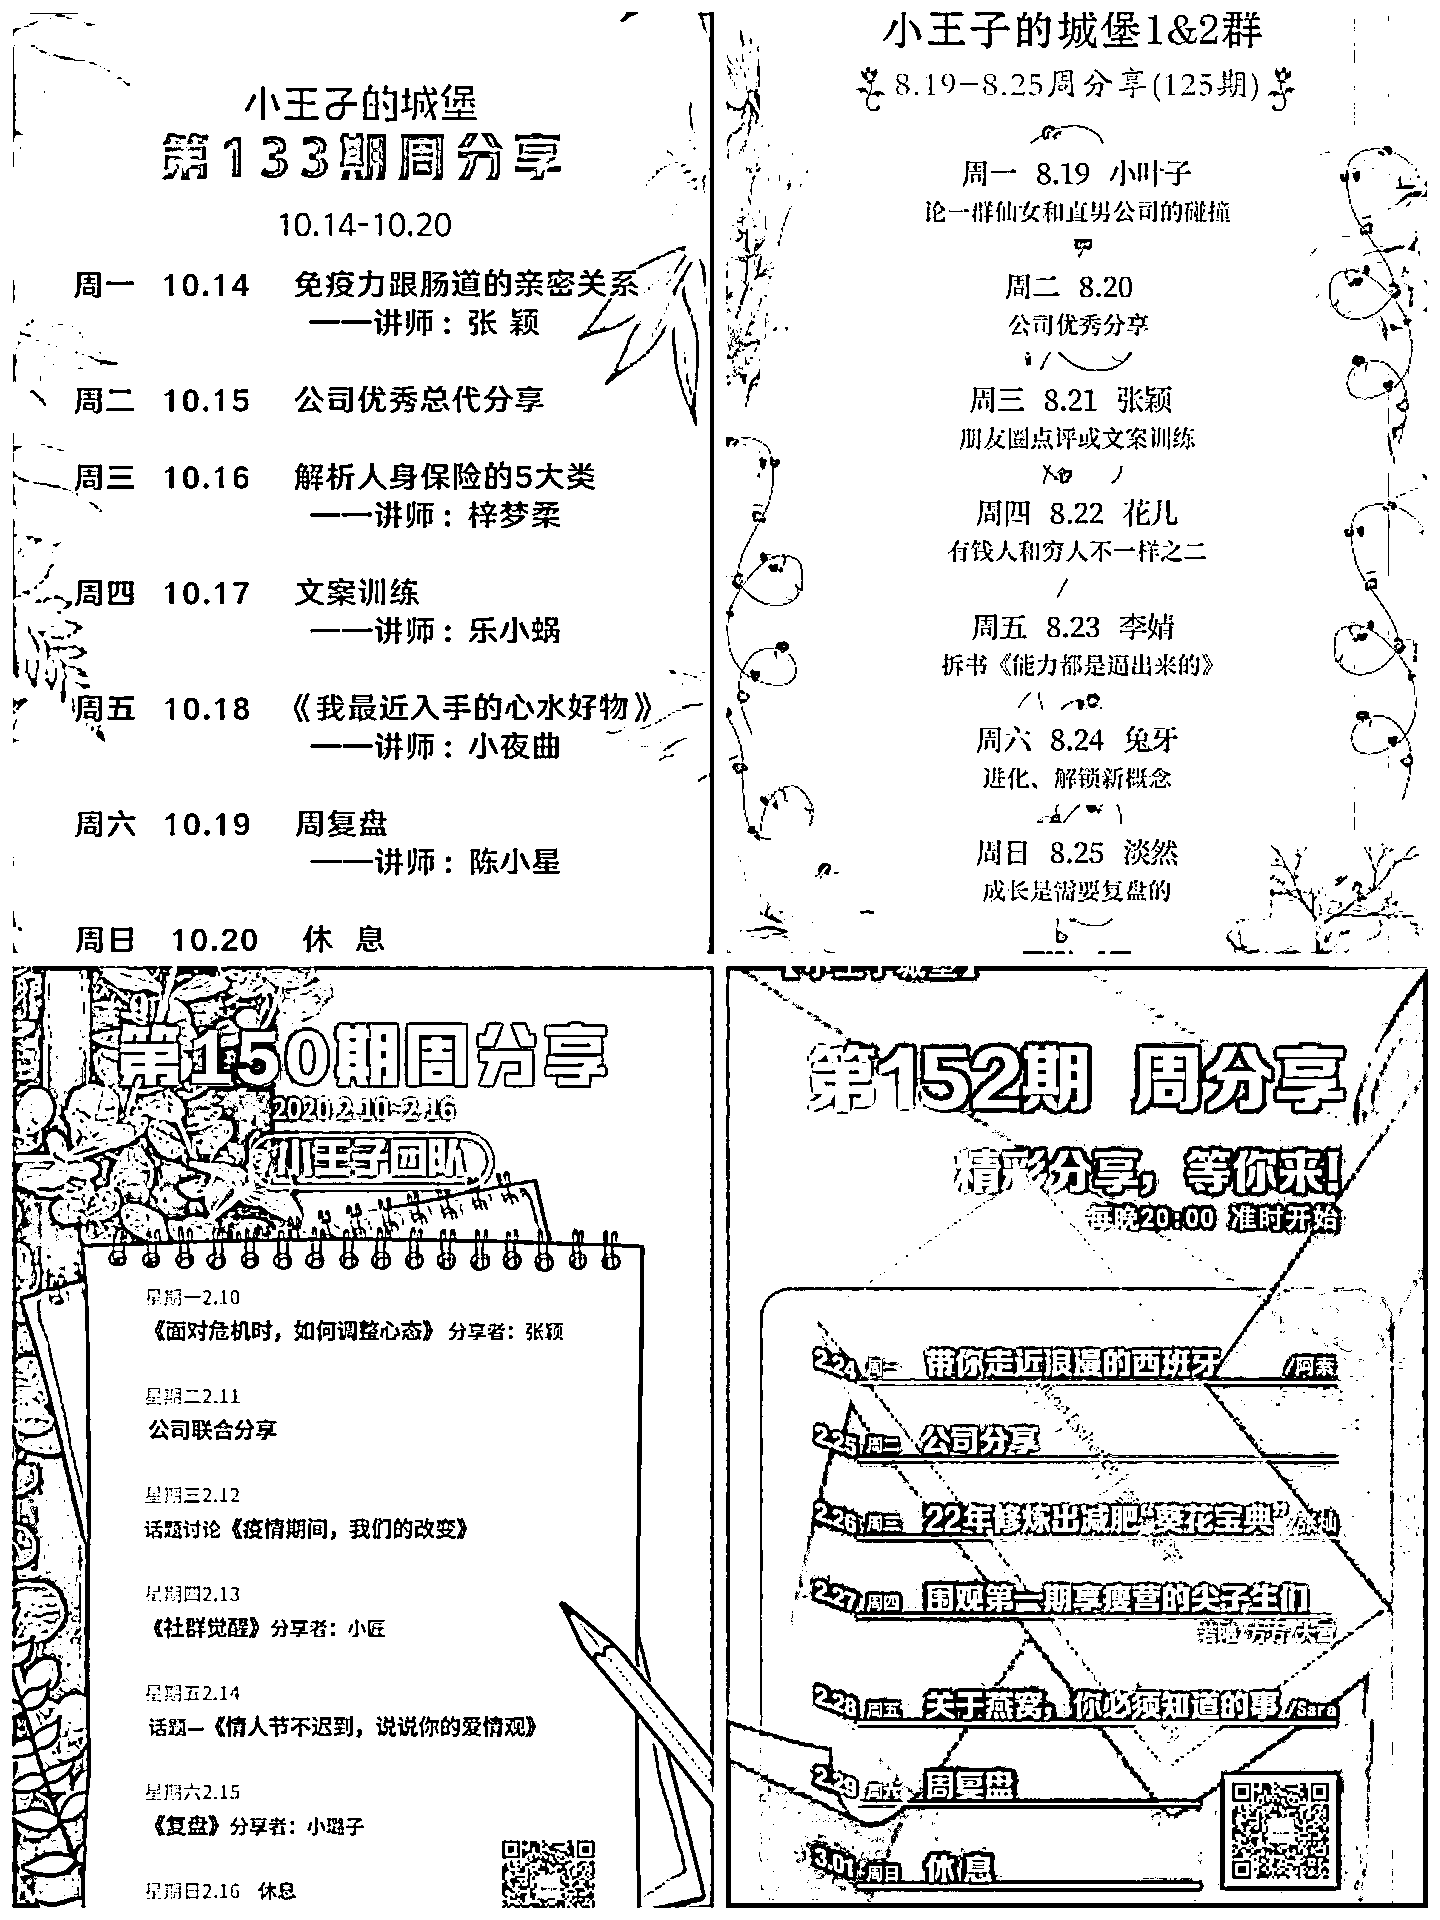 小王子的城堡
第133期周分享
10.14-10.20
周一 10.14 免疫力跟肠道的亲密关系
——讲师：张 颖
周二 10.15 公司优秀总代分享
周三 10.16 解析人身保险的5大类
——讲师：梓梦柔
周四 10.17 文案训练
——讲师：乐小蜗
周五 10.18 《我最近入手的心水好物》
——讲师：小夜曲
周六 10.19 周复盘
——讲师：陈小星
周日 10.20 休 息
小王子的城堡1&2群
8.19-8.25周分享(125期)
周一 8.19 小叶子
论一群仙女和直男公司的碰撞
周二 8.20
公司优秀分享
周三 8.21 张颖
朋友圈点评或文案训练
周四 8.22 花儿
有钱人和穷人不一样之二
周五 8.23 李婧
拆书《能力都是逼出来的》
周六 8.24 兔牙
进化、解锁新概念
周日 8.25 淡然
成长是需要复盘的
第150期周分享
2020.2.10-2.16
小王子团队
星期一2.10
《面对危机时，如何调整心态》 分享者：张颖
星期二2.11
公司联合分享
星期三2.12
话题讨论《疫情期间，我们的改变》
星期四2.13
《社群觉醒》分享者：小匠
星期五2.14
话题—《情人节不迟到，说说你的爱情观》
星期六2.15
《复盘》分享者：小璐子
星期日2.16 休息
【小王子城堡】
第152期 周分享
精彩分享，等你来！
每晚20:00 准时开始
2.24 周一 带你走近浪漫的西班牙
2.25 周二 公司分享
2.26 周三 22年修炼出减肥“葵花宝典”
2.27 周四 围观第一期享瘦营的尖子生们
2.28 周五 关于燕窝，你必须知道的事 /Sara
2.29 周六 周复盘
3.01 周日 休息